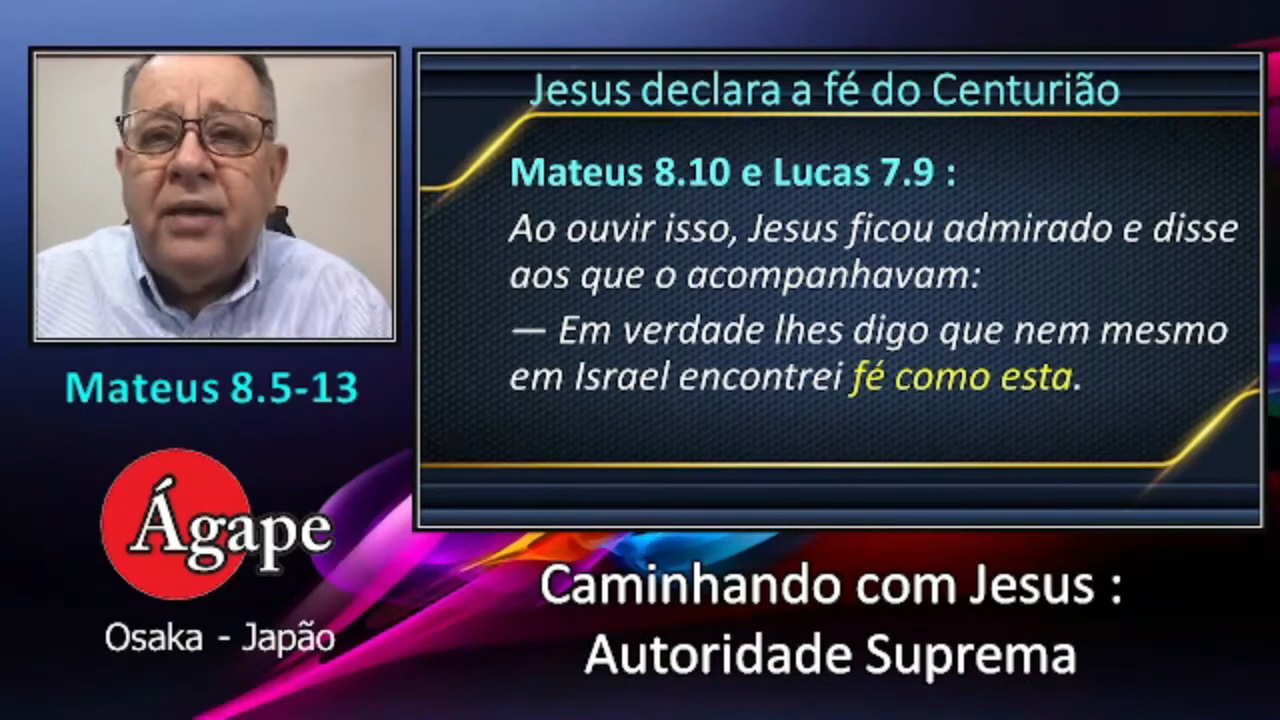 Jesus declara a fé do Centurião
Mateus 8.10 e Lucas 7.9 :
Ao ouvir isso, Jesus ficou admirado e disse
aos que o acompanhavam:
— Em verdade lhes digo que nem mesmo
em Israel encontrei fé como esta.
Mateus 8.5-13
Ágape
Osaka - Japão
Caminhando com Jesus :
Autoridade Suprema